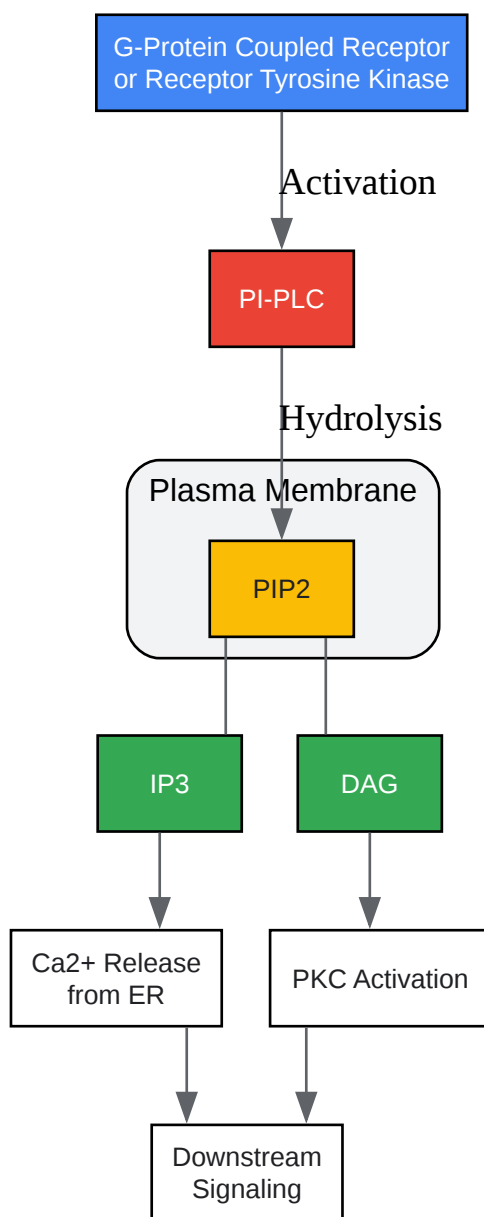 G-Protein Coupled Receptor
or Receptor Tyrosine Kinase
Activation
PI-PLC
Hydrolysis
Plasma Membrane
PIP2
IP3
DAG
Ca2+ Release
from ER
PKC Activation
Downstream
Signaling